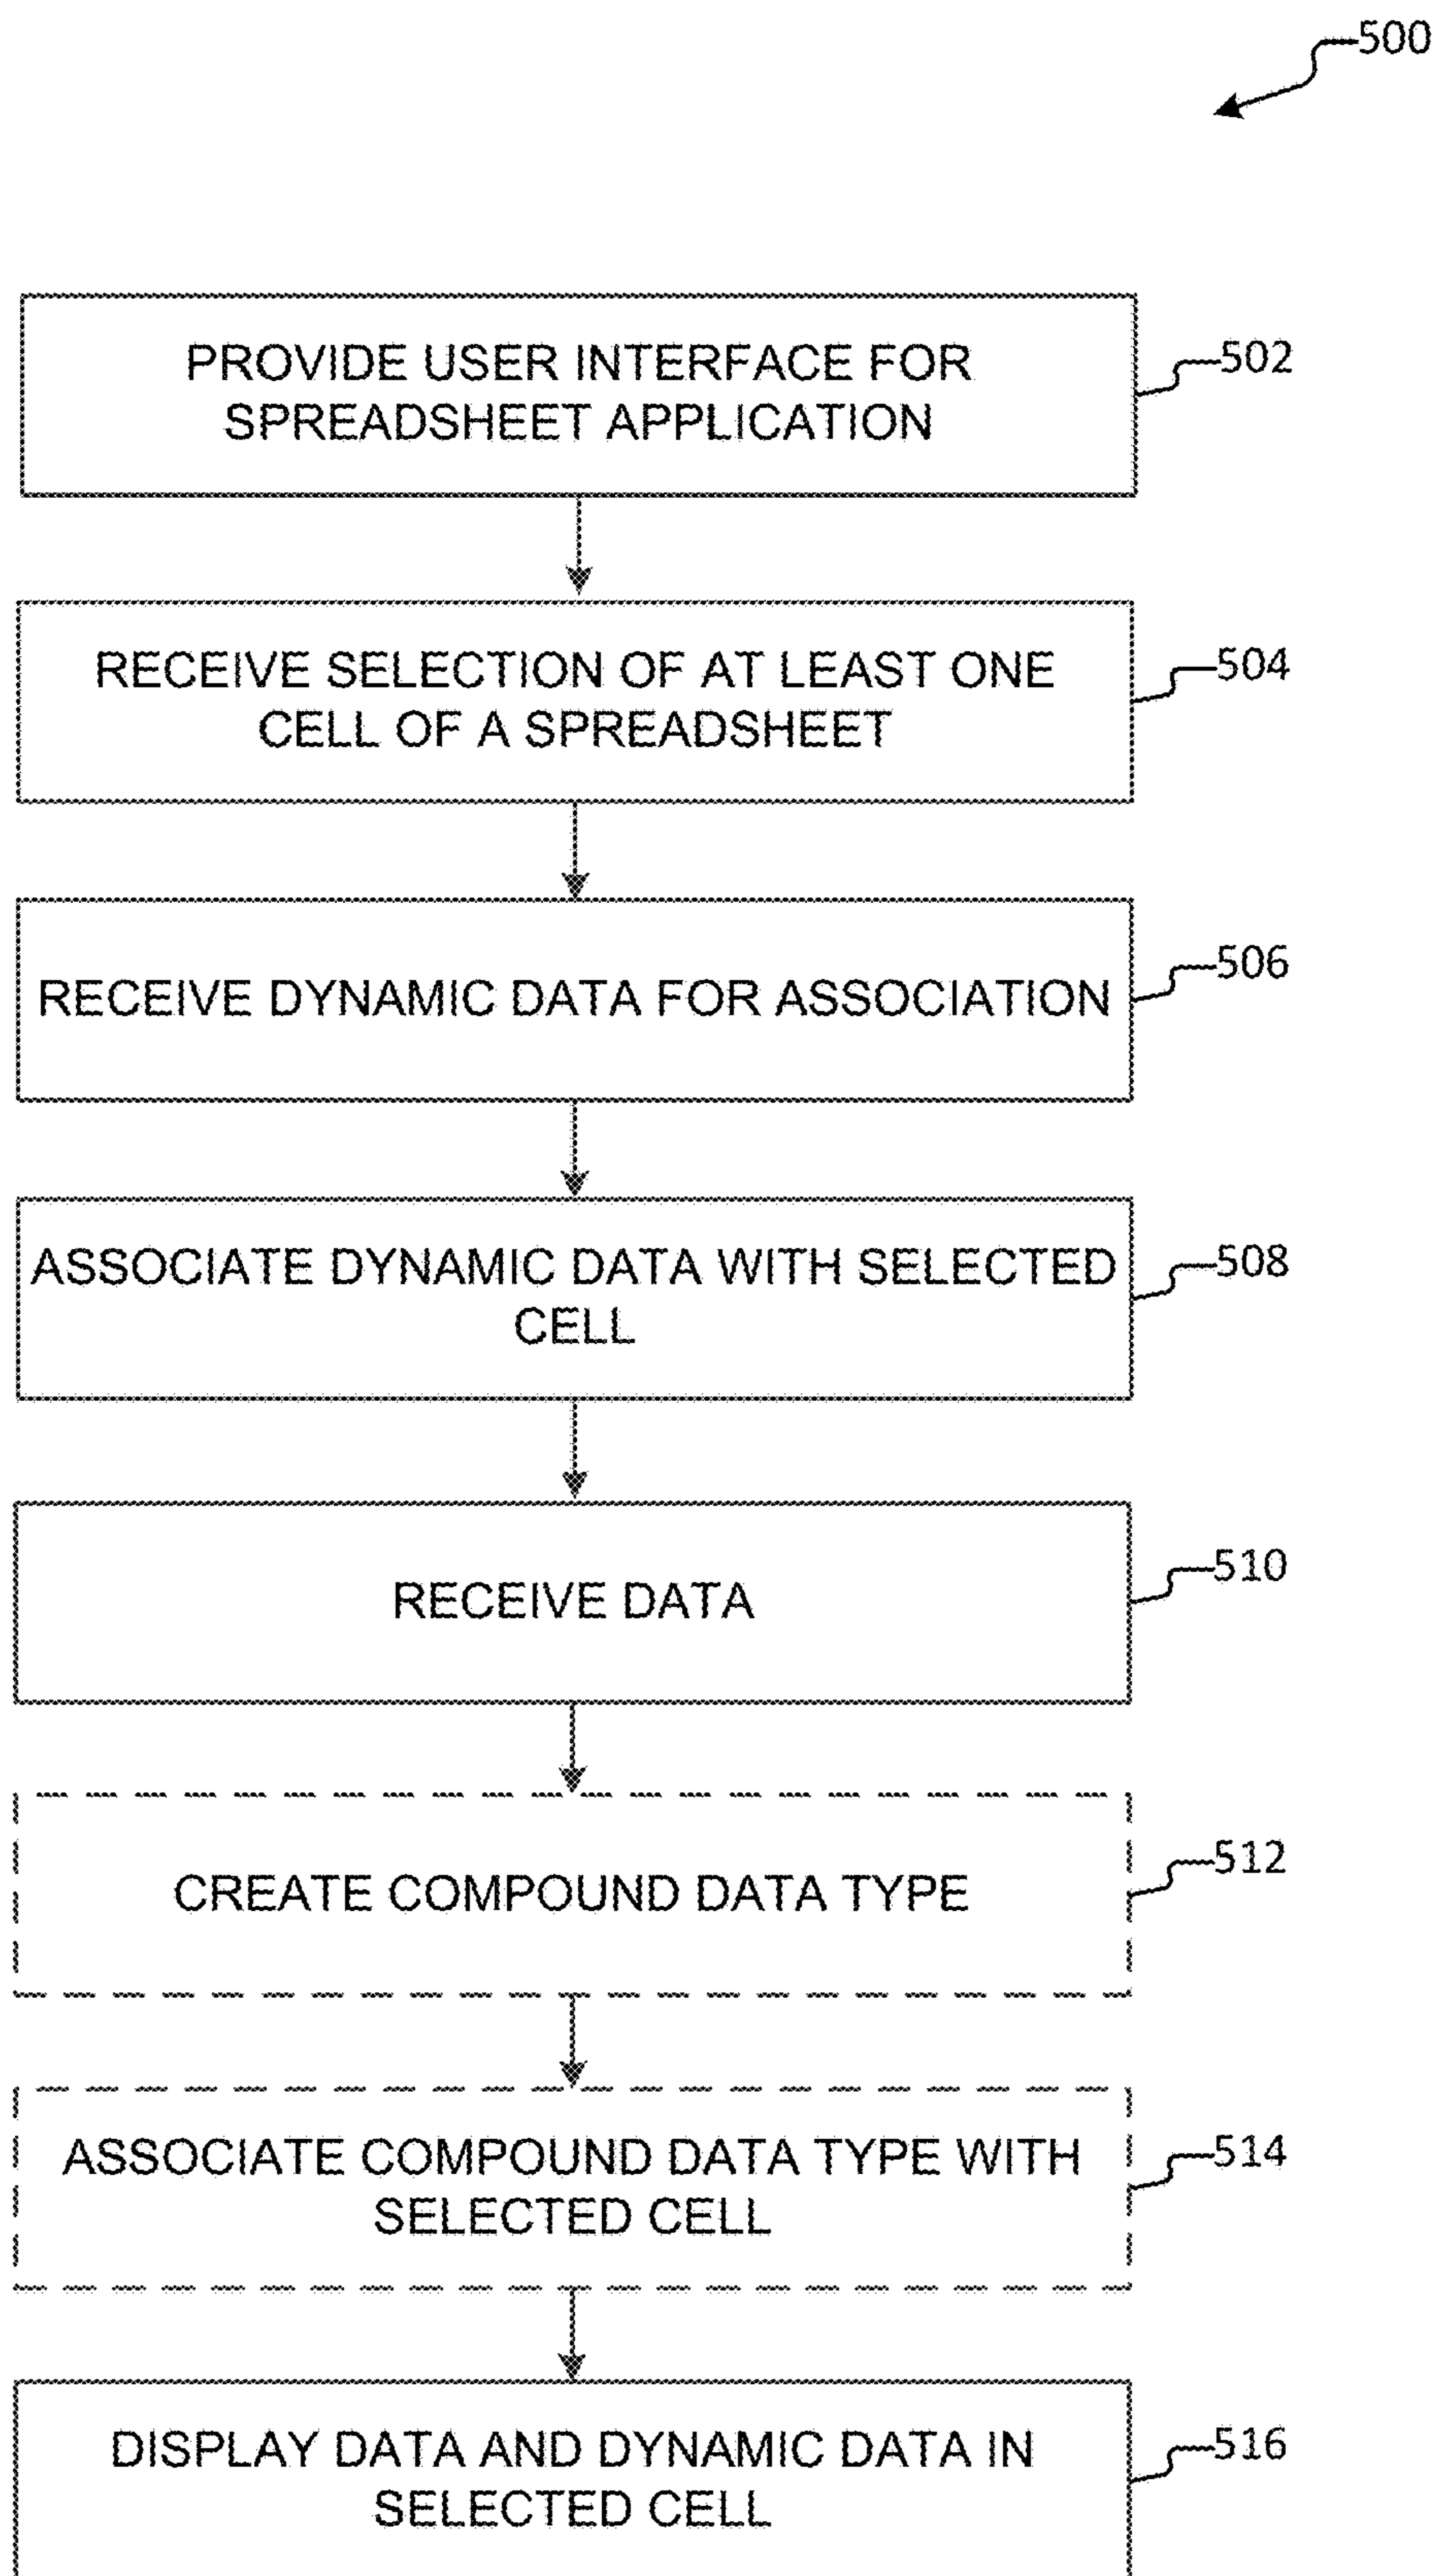 500
PROVIDE USER INTERFACE FOR
SPREADSHEET APPLICATION
502
RECEIVE SELECTION OF AT LEAST ONE
CELL OF A SPREADSHEET
504
RECEIVE DYNAMIC DATA FOR ASSOCIATION
506
ASSOCIATE DYNAMIC DATA WITH SELECTED
CELL
508
RECEIVE DATA
510
CREATE COMPOUND DATA TYPE
512
ASSOCIATE COMPOUND DATA TYPE WITH
SELECTED CELL
514
DISPLAY DATA AND DYNAMIC DATA IN
SELECTED CELL
516